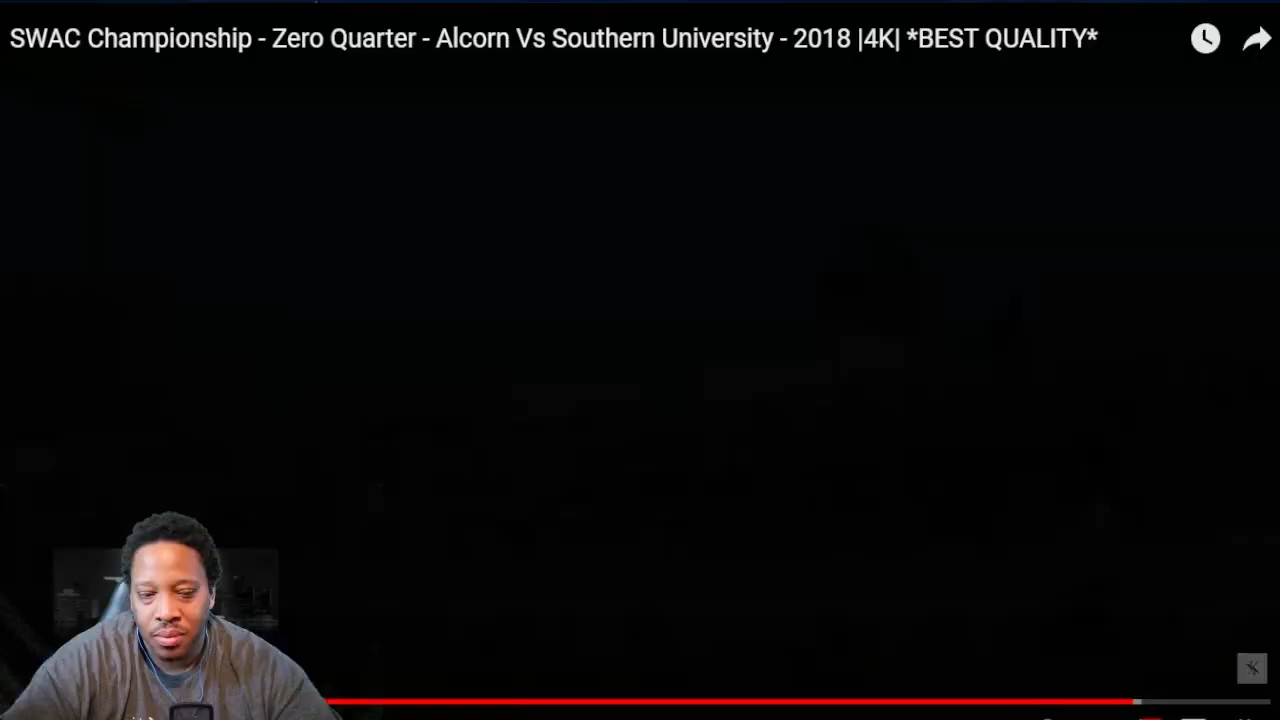 SWAC Championship - Zero Quarter - Alcorn Vs Southern University - 2018 |4K| *BEST QUALITY*